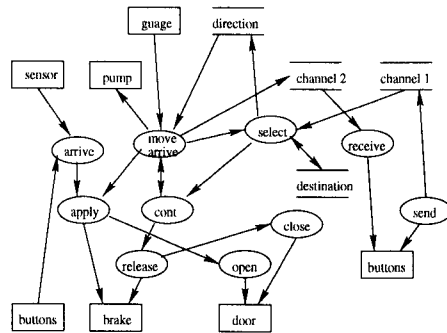 guage
direction
sensor
pump
channel 2
channel 1
move
arrive
select
arrive
receive
destination
apply
cont
close
send
release
open
buttons
buttons
brake
door